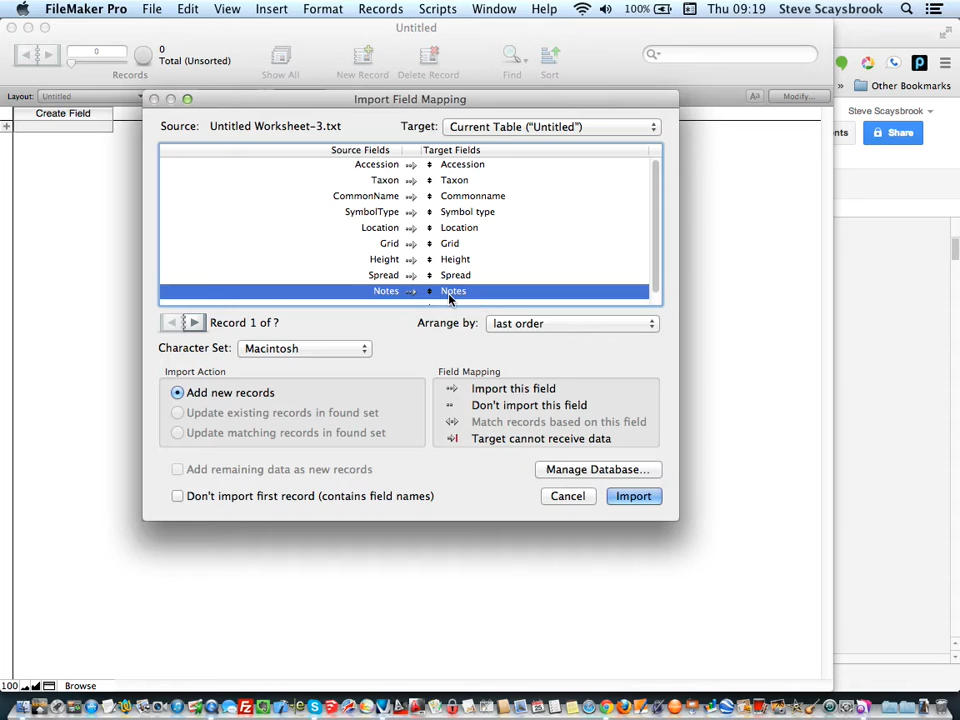 FileMaker Pro File Edit View Insert Format Records Scripts Window Help 100% Thu 09:19 Steve Scaysbrook
Untitled
0
0
Total (Unsorted)
Records Show All New Record Delete Record Find Sort
Other Bookmarks
Layout: Untitled Aa Modify...
Create Field
Steve Scaysbrook
nts Share
Import Field Mapping
Source: Untitled Worksheet-3.txt Target: Current Table ("Untitled")
Source Fields Target Fields
Accession Accession
Taxon Taxon
CommonName Commonname
SymbolType Symbol type
Location Location
Grid Grid
Height Height
Spread Spread
Notes Notes
Record 1 of ? Arrange by: last order
Character Set: Macintosh
Import Action Field Mapping
Add new records Import this field
Update existing records in found set Don't import this field
Update matching records in found set Match records based on this field
Target cannot receive data
Add remaining data as new records Manage Database...
Don't import first record (contains field names) Cancel Import
100 Browse